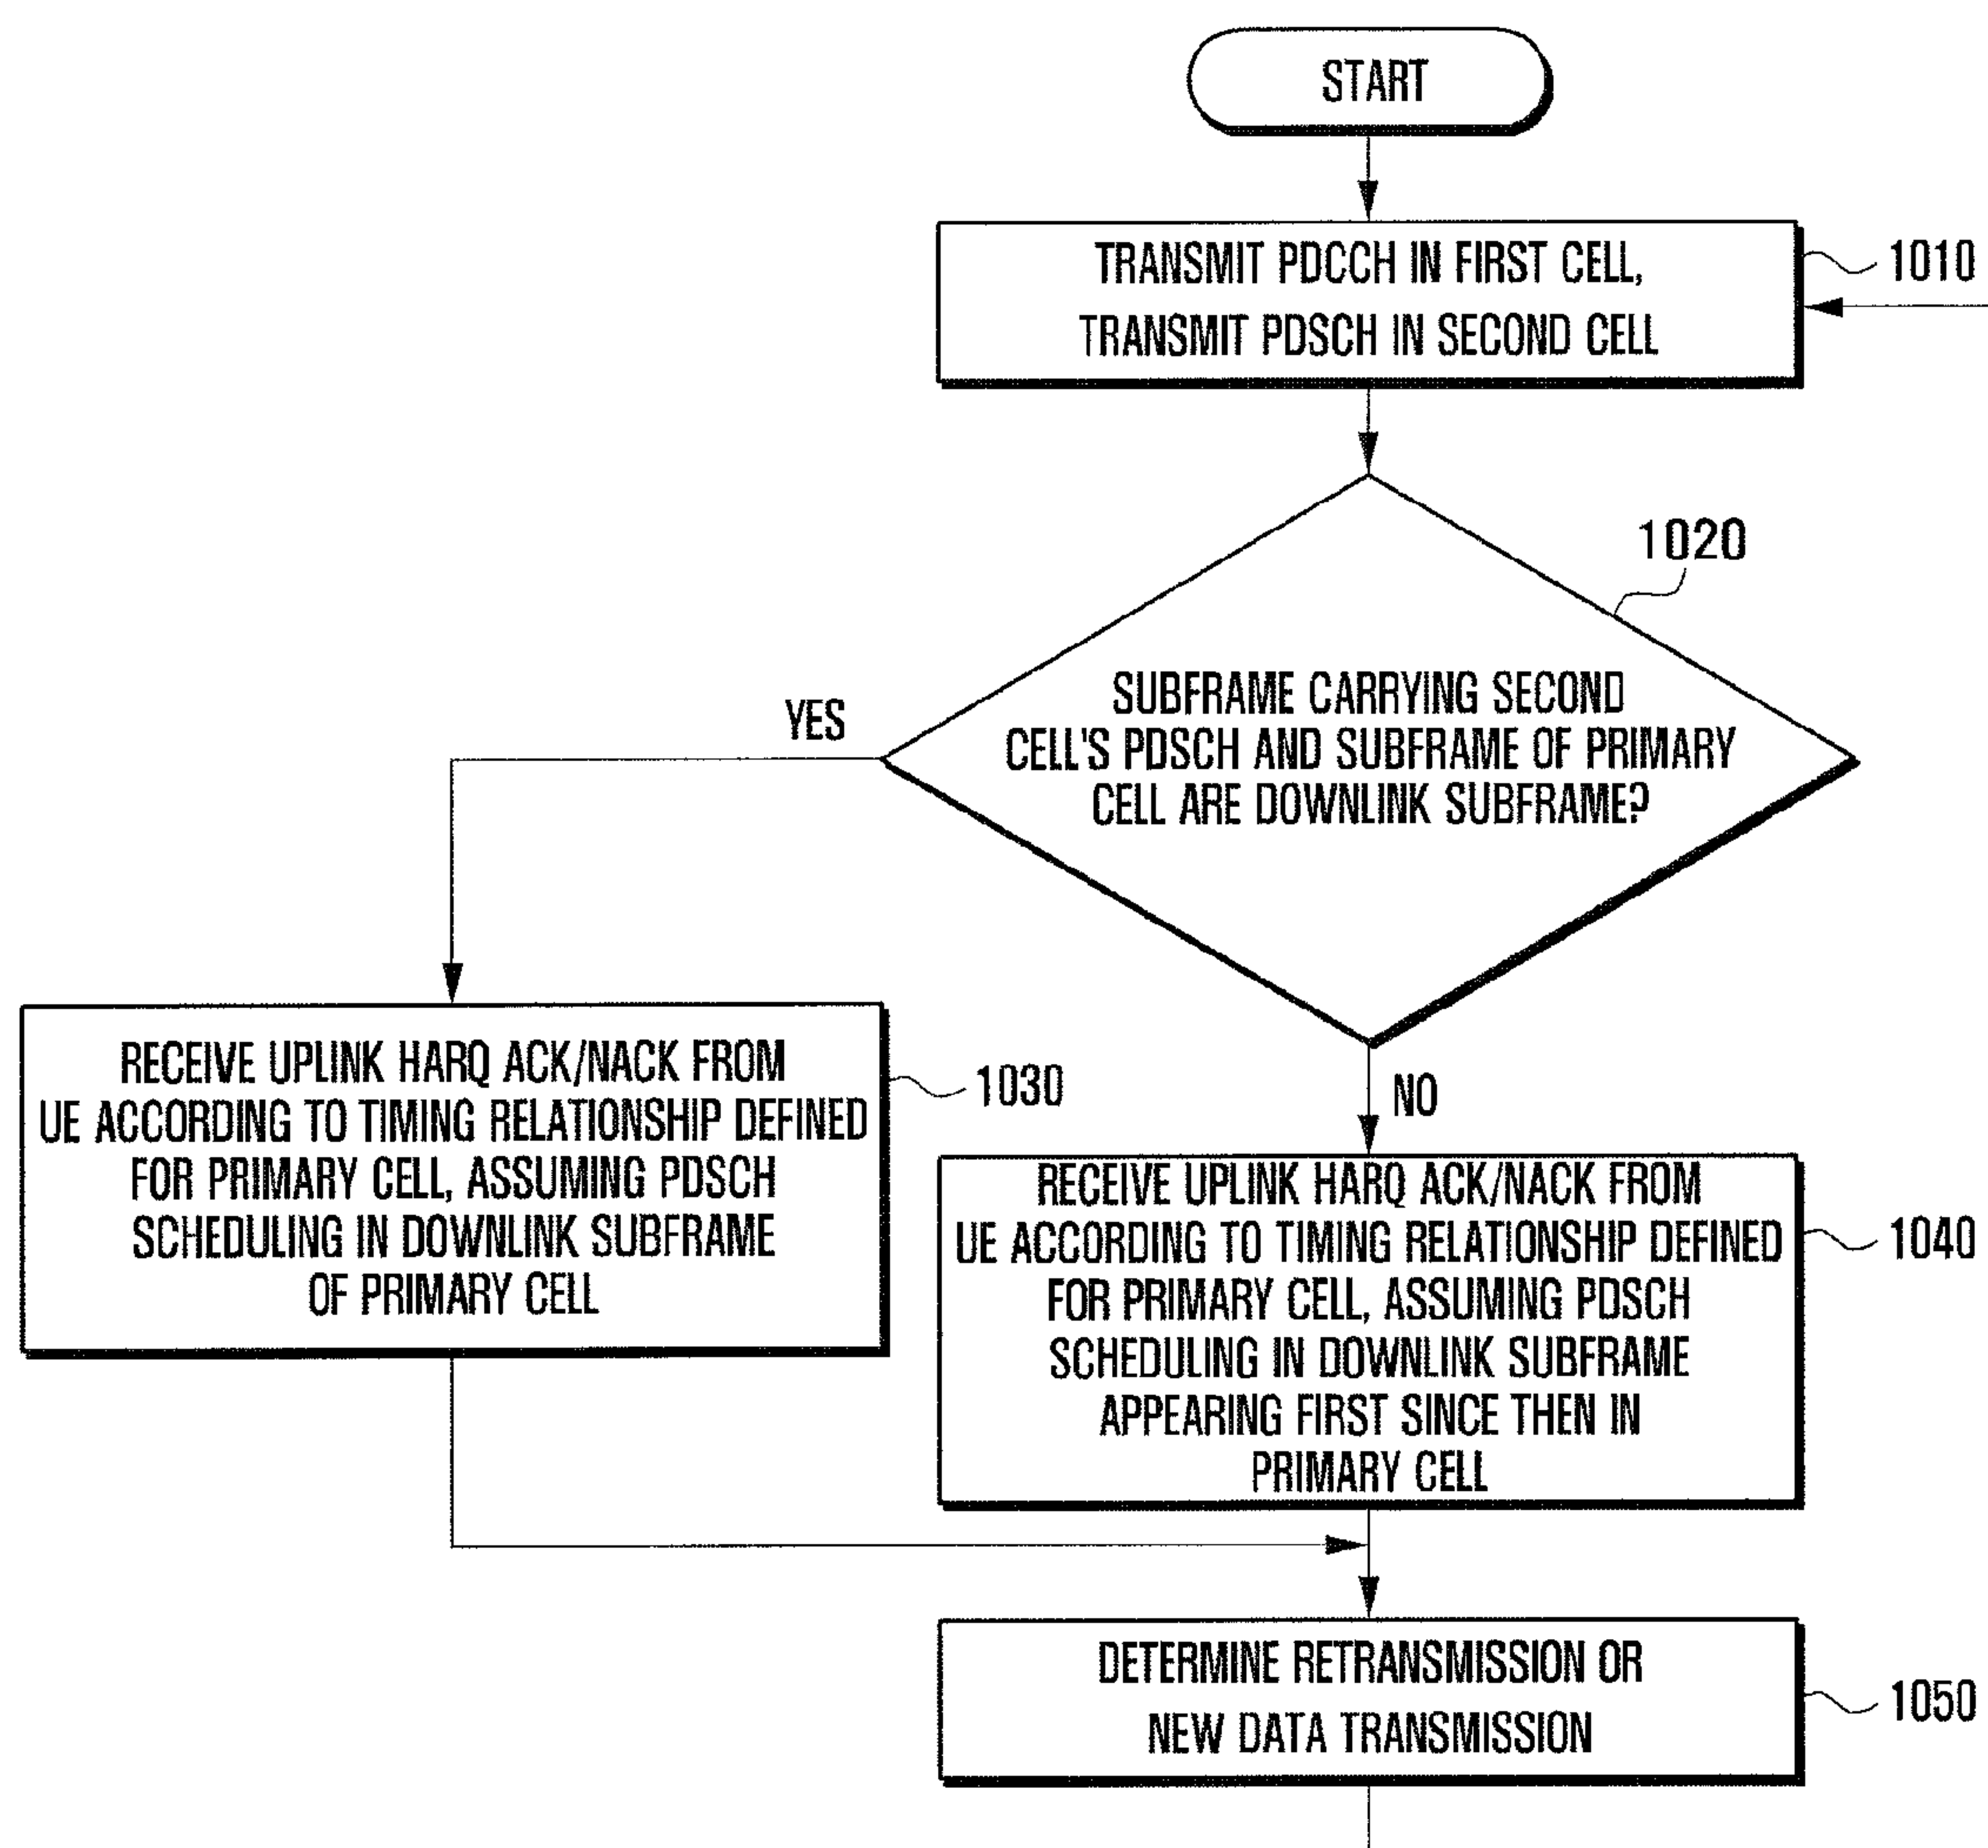 START
TRANSMIT PDCCH IN FIRST CELL,
TRANSMIT PDSCH IN SECOND CELL
1010
1020
SUBFRAME CARRYING SECOND
CELL'S PDSCH AND SUBFRAME OF PRIMARY
CELL ARE DOWNLINK SUBFRAME?
YES
NO
RECEIVE UPLINK HARQ ACK/NACK FROM
UE ACCORDING TO TIMING RELATIONSHIP DEFINED
FOR PRIMARY CELL, ASSUMING PDSCH
SCHEDULING IN DOWNLINK SUBFRAME
OF PRIMARY CELL
1030
RECEIVE UPLINK HARQ ACK/NACK FROM
UE ACCORDING TO TIMING RELATIONSHIP DEFINED
FOR PRIMARY CELL, ASSUMING PDSCH
SCHEDULING IN DOWNLINK SUBFRAME
APPEARING FIRST SINCE THEN IN
PRIMARY CELL
1040
DETERMINE RETRANSMISSION OR
NEW DATA TRANSMISSION
1050